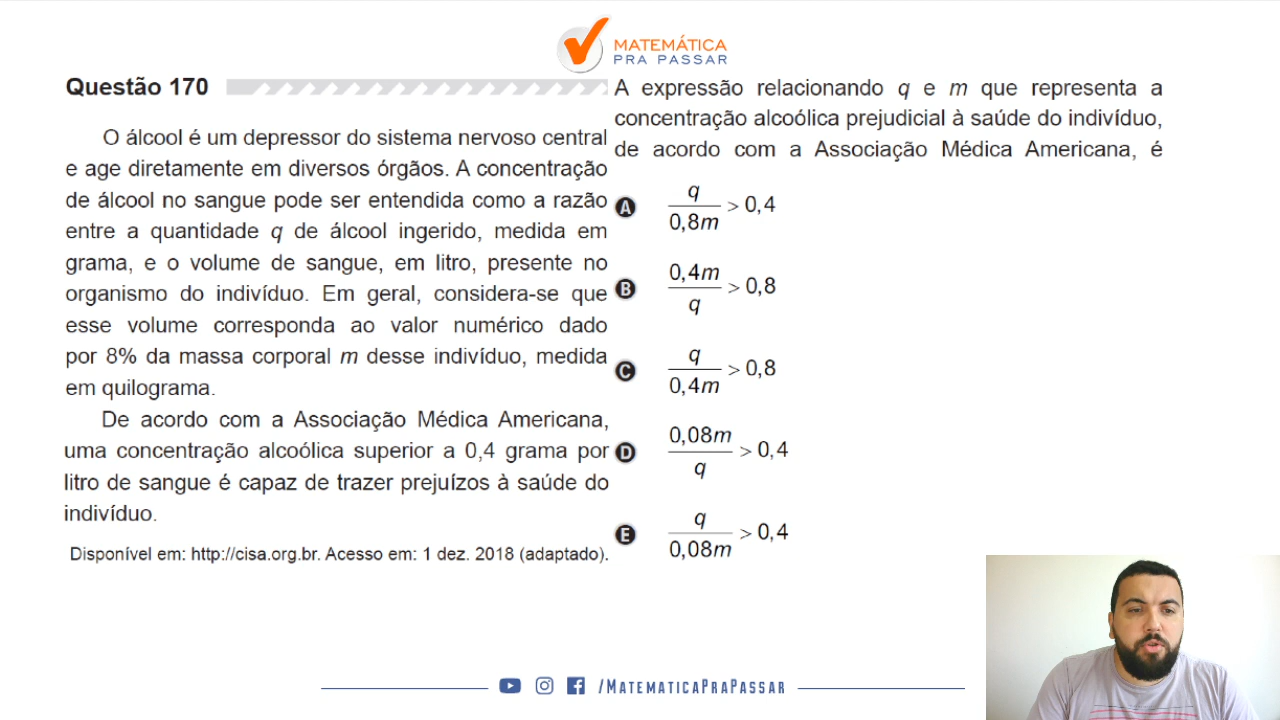 MATEMÁTICA
PRA PASSAR
Questão 170
O álcool é um depressor do sistema nervoso central
e age diretamente em diversos órgãos. A concentração
de álcool no sangue pode ser entendida como a razão
entre a quantidade q de álcool ingerido, medida em
grama, e o volume de sangue, em litro, presente no
organismo do indivíduo. Em geral, considera-se que
esse volume corresponda ao valor numérico dado
por 8% da massa corporal m desse indivíduo, medida
em quilograma.
De acordo com a Associação Médica Americana,
uma concentração alcoólica superior a 0,4 grama por
litro de sangue é capaz de trazer prejuízos à saúde do
indivíduo.
Disponível em: http://cisa.org.br. Acesso em: 1 dez. 2018 (adaptado).
A expressão relacionando q e m que representa a
concentração alcoólica prejudicial à saúde do indivíduo,
de acordo com a Associação Médica Americana, é
A q/0,8m > 0,4
B 0,4m/q > 0,8
C q/0,4m > 0,8
D 0,08m/q > 0,4
E q/0,08m > 0,4
/MATEMATICAPRAPASSAR